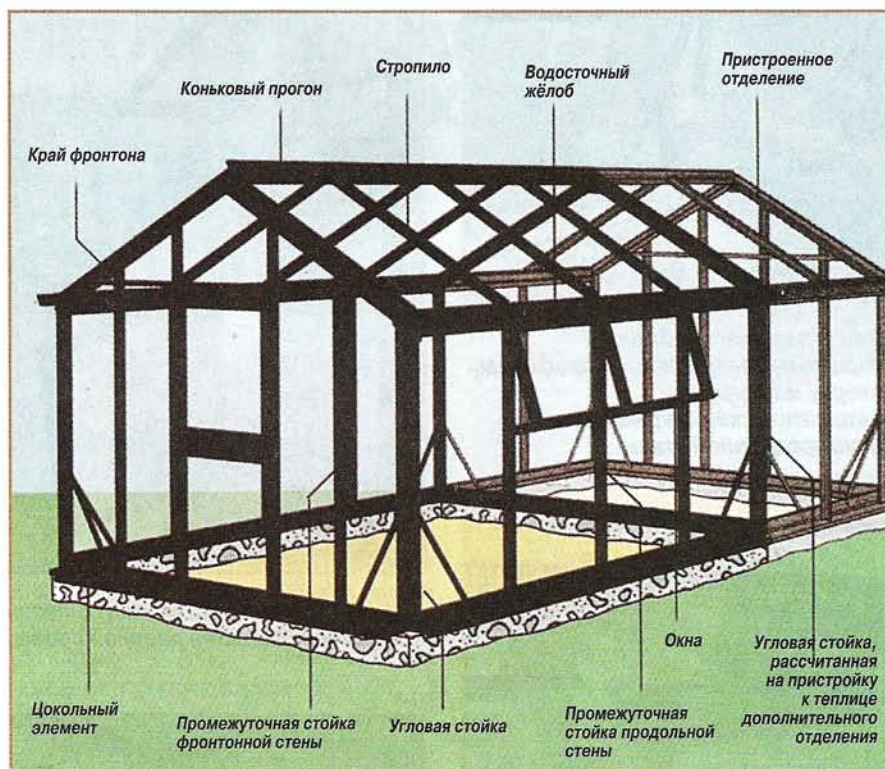 Коньковый прогон
Стропило
Водосточный
жёлоб
Пристроенное
отделение
Край фронтона
Окна
Цокольный
элемент
Промежуточная стойка
фронтонной стены
Угловая стойка
Промежуточная
стойка продольной
стены
Угловая стойка,
рассчитанная
на пристройку
к теплице
дополнительного
отделения